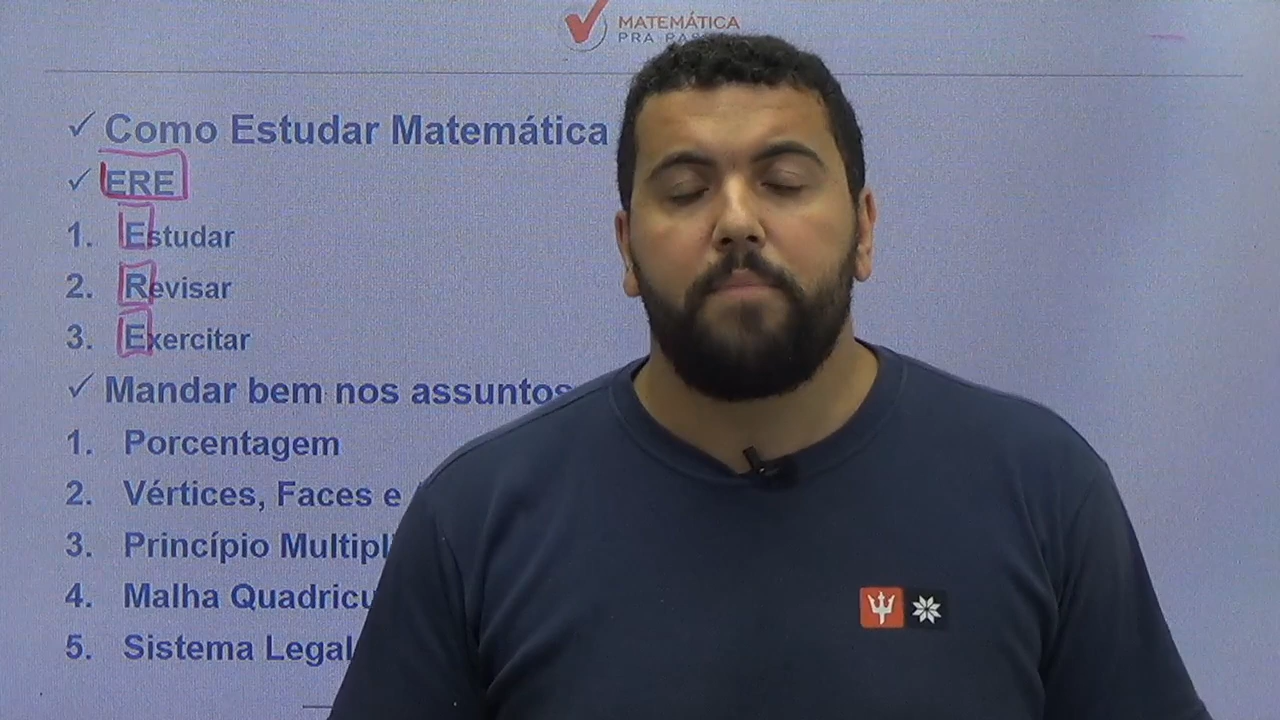 MATEMÁTICA
PRA
✓ Como Estudar Matemática
✓ ERE
1. Estudar
2. Revisar
3. Exercitar
✓ Mandar bem nos assuntos
1. Porcentagem
2. Vértices, Faces e
3. Princípio
4. Malha
5. Sistema Legal